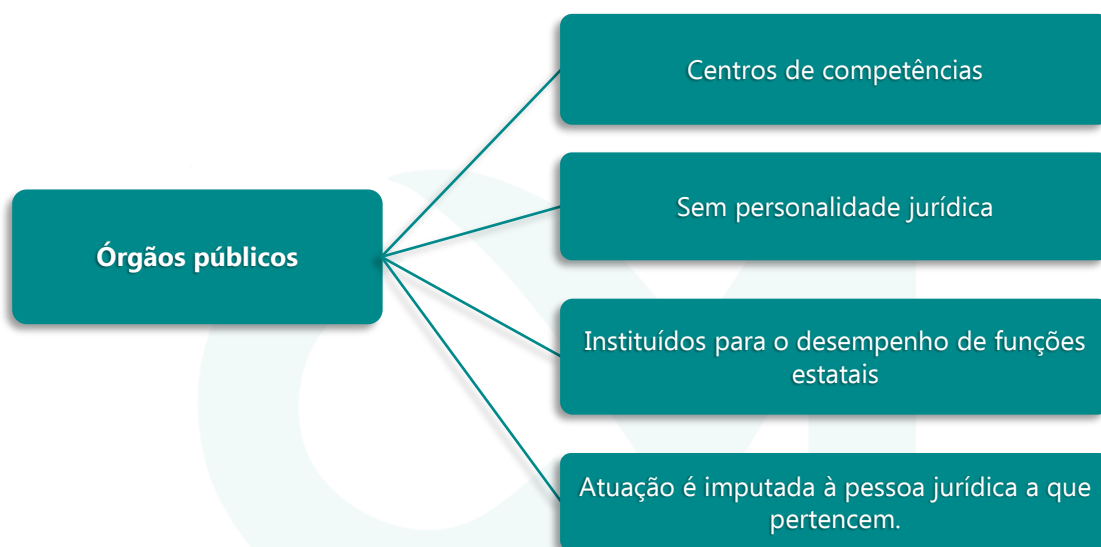 Órgãos públicos
Centros de competências
Sem personalidade jurídica
Instituídos para o desempenho de funções
estatais
Atuação é imputada à pessoa jurídica a que
pertencem.